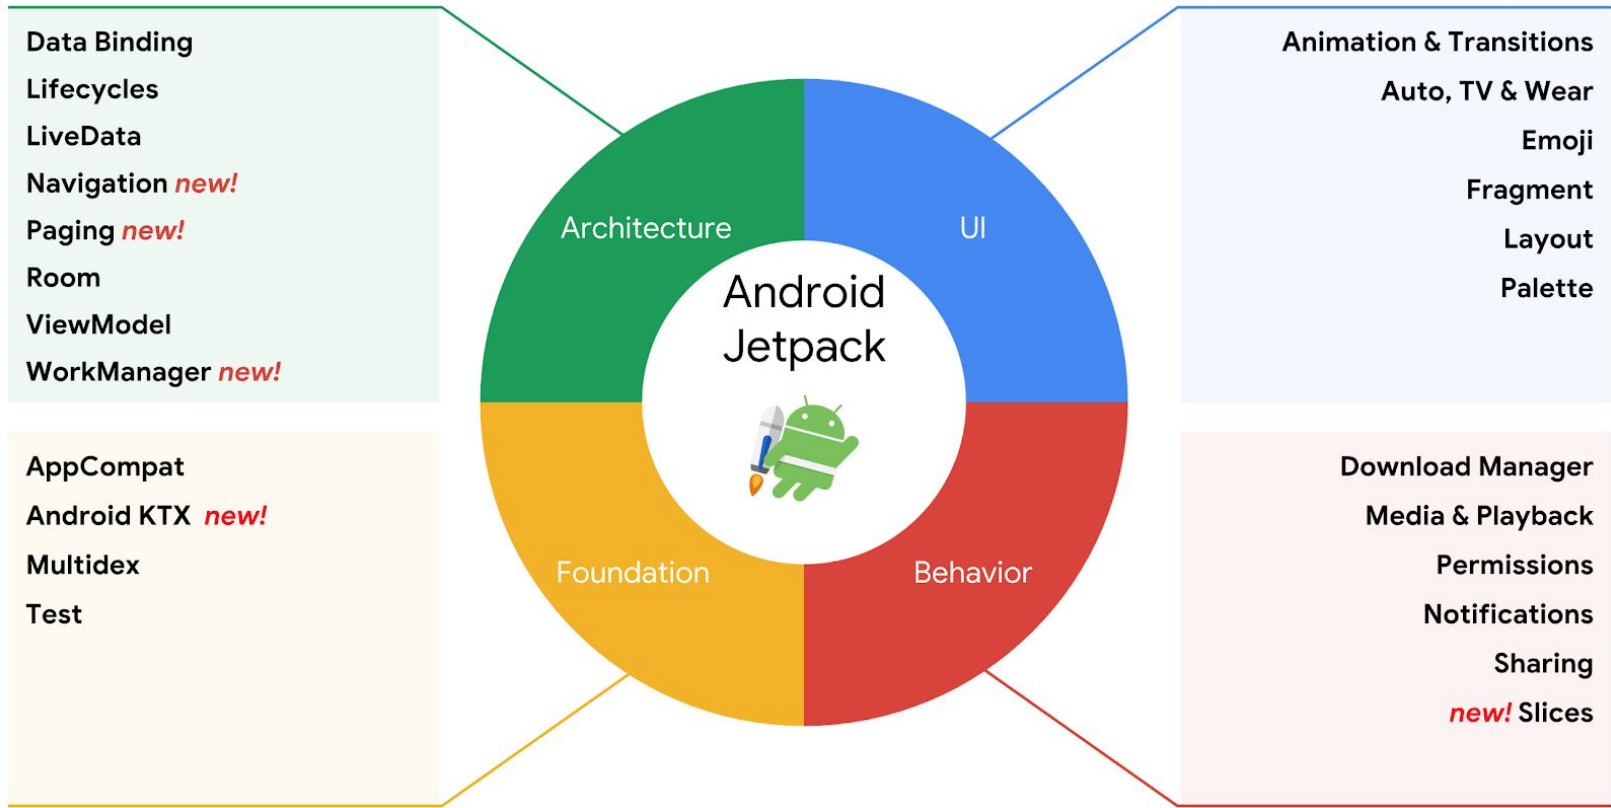 Data Binding
Lifecycles
LiveData
Navigation new!
Paging new!
Room
ViewModel
WorkManager new!
Animation & Transitions
Auto, TV & Wear
Emoji
Fragment
Layout
Palette
Architecture
UI
Android
Jetpack
Foundation
Behavior
AppCompat
Android KTX new!
Multidex
Test
Download Manager
Media & Playback
Permissions
Notifications
Sharing
new! Slices